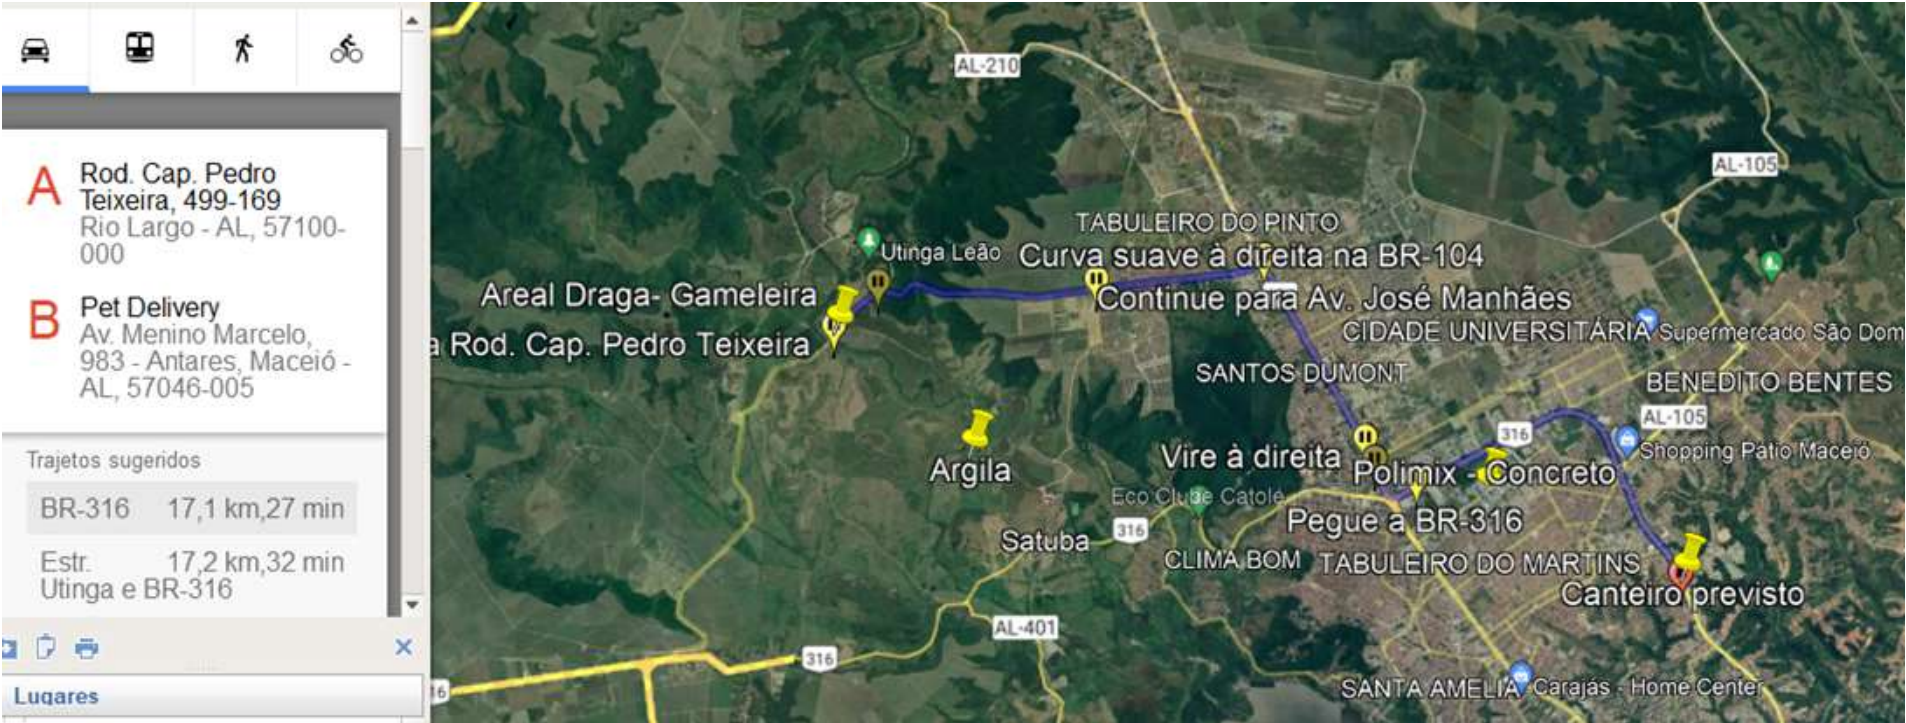 A
Rod. Cap. Pedro
Teixeira, 499-169
Rio Largo - AL, 57100-
000
B
Pet Delivery
Av. Menino Marcelo,
983 - Antares, Maceió -
AL, 57046-005
Trajetos sugeridos
BR-316 17,1 km,27 min
Estr. 17,2 km,32 min
Utinga e BR-316
Lugares
AL-210
AL-105
TABULEIRO DO PINTO
Utinga Leão
Curva suave à direita na BR-104
Areal Draga- Gameleira
Continue para Av. José Manhães
a Rod. Cap. Pedro Teixeira
CIDADE UNIVERSITÁRIA
Supermercado São Dom
SANTOS DUMONT
BENEDITO BENTES
AL-105
316
Argila
Vire à direita
Polimix - Concreto
Shopping Pátio Maceió
Eco Clube Catolé
Pegue a BR-316
Satuba
316
CLIMA BOM
TABULEIRO DO MARTINS
Canteiro previsto
AL-401
316
16
SANTA AMELIA
Carajás - Home Center